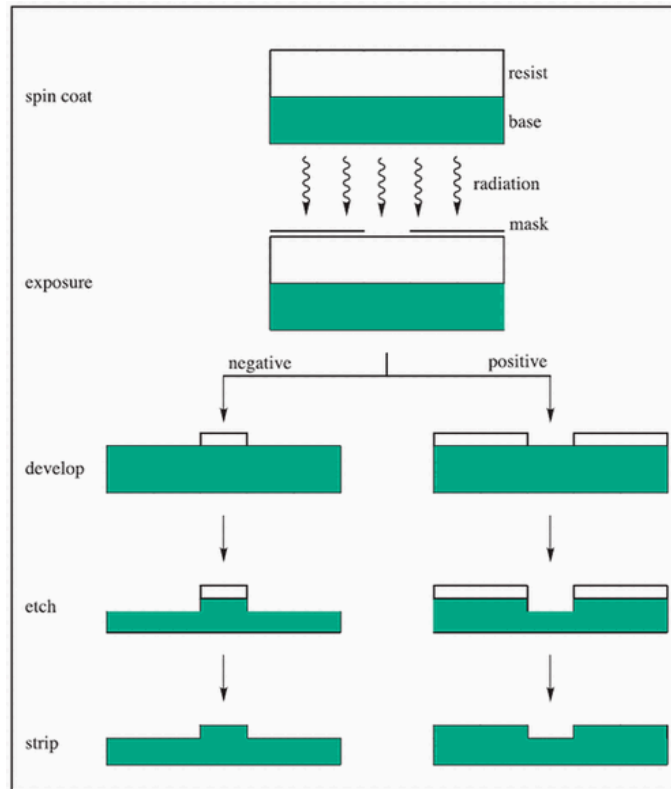 resist
spin coat
base
radiation
mask
exposure
negative
positive
develop
etch
strip